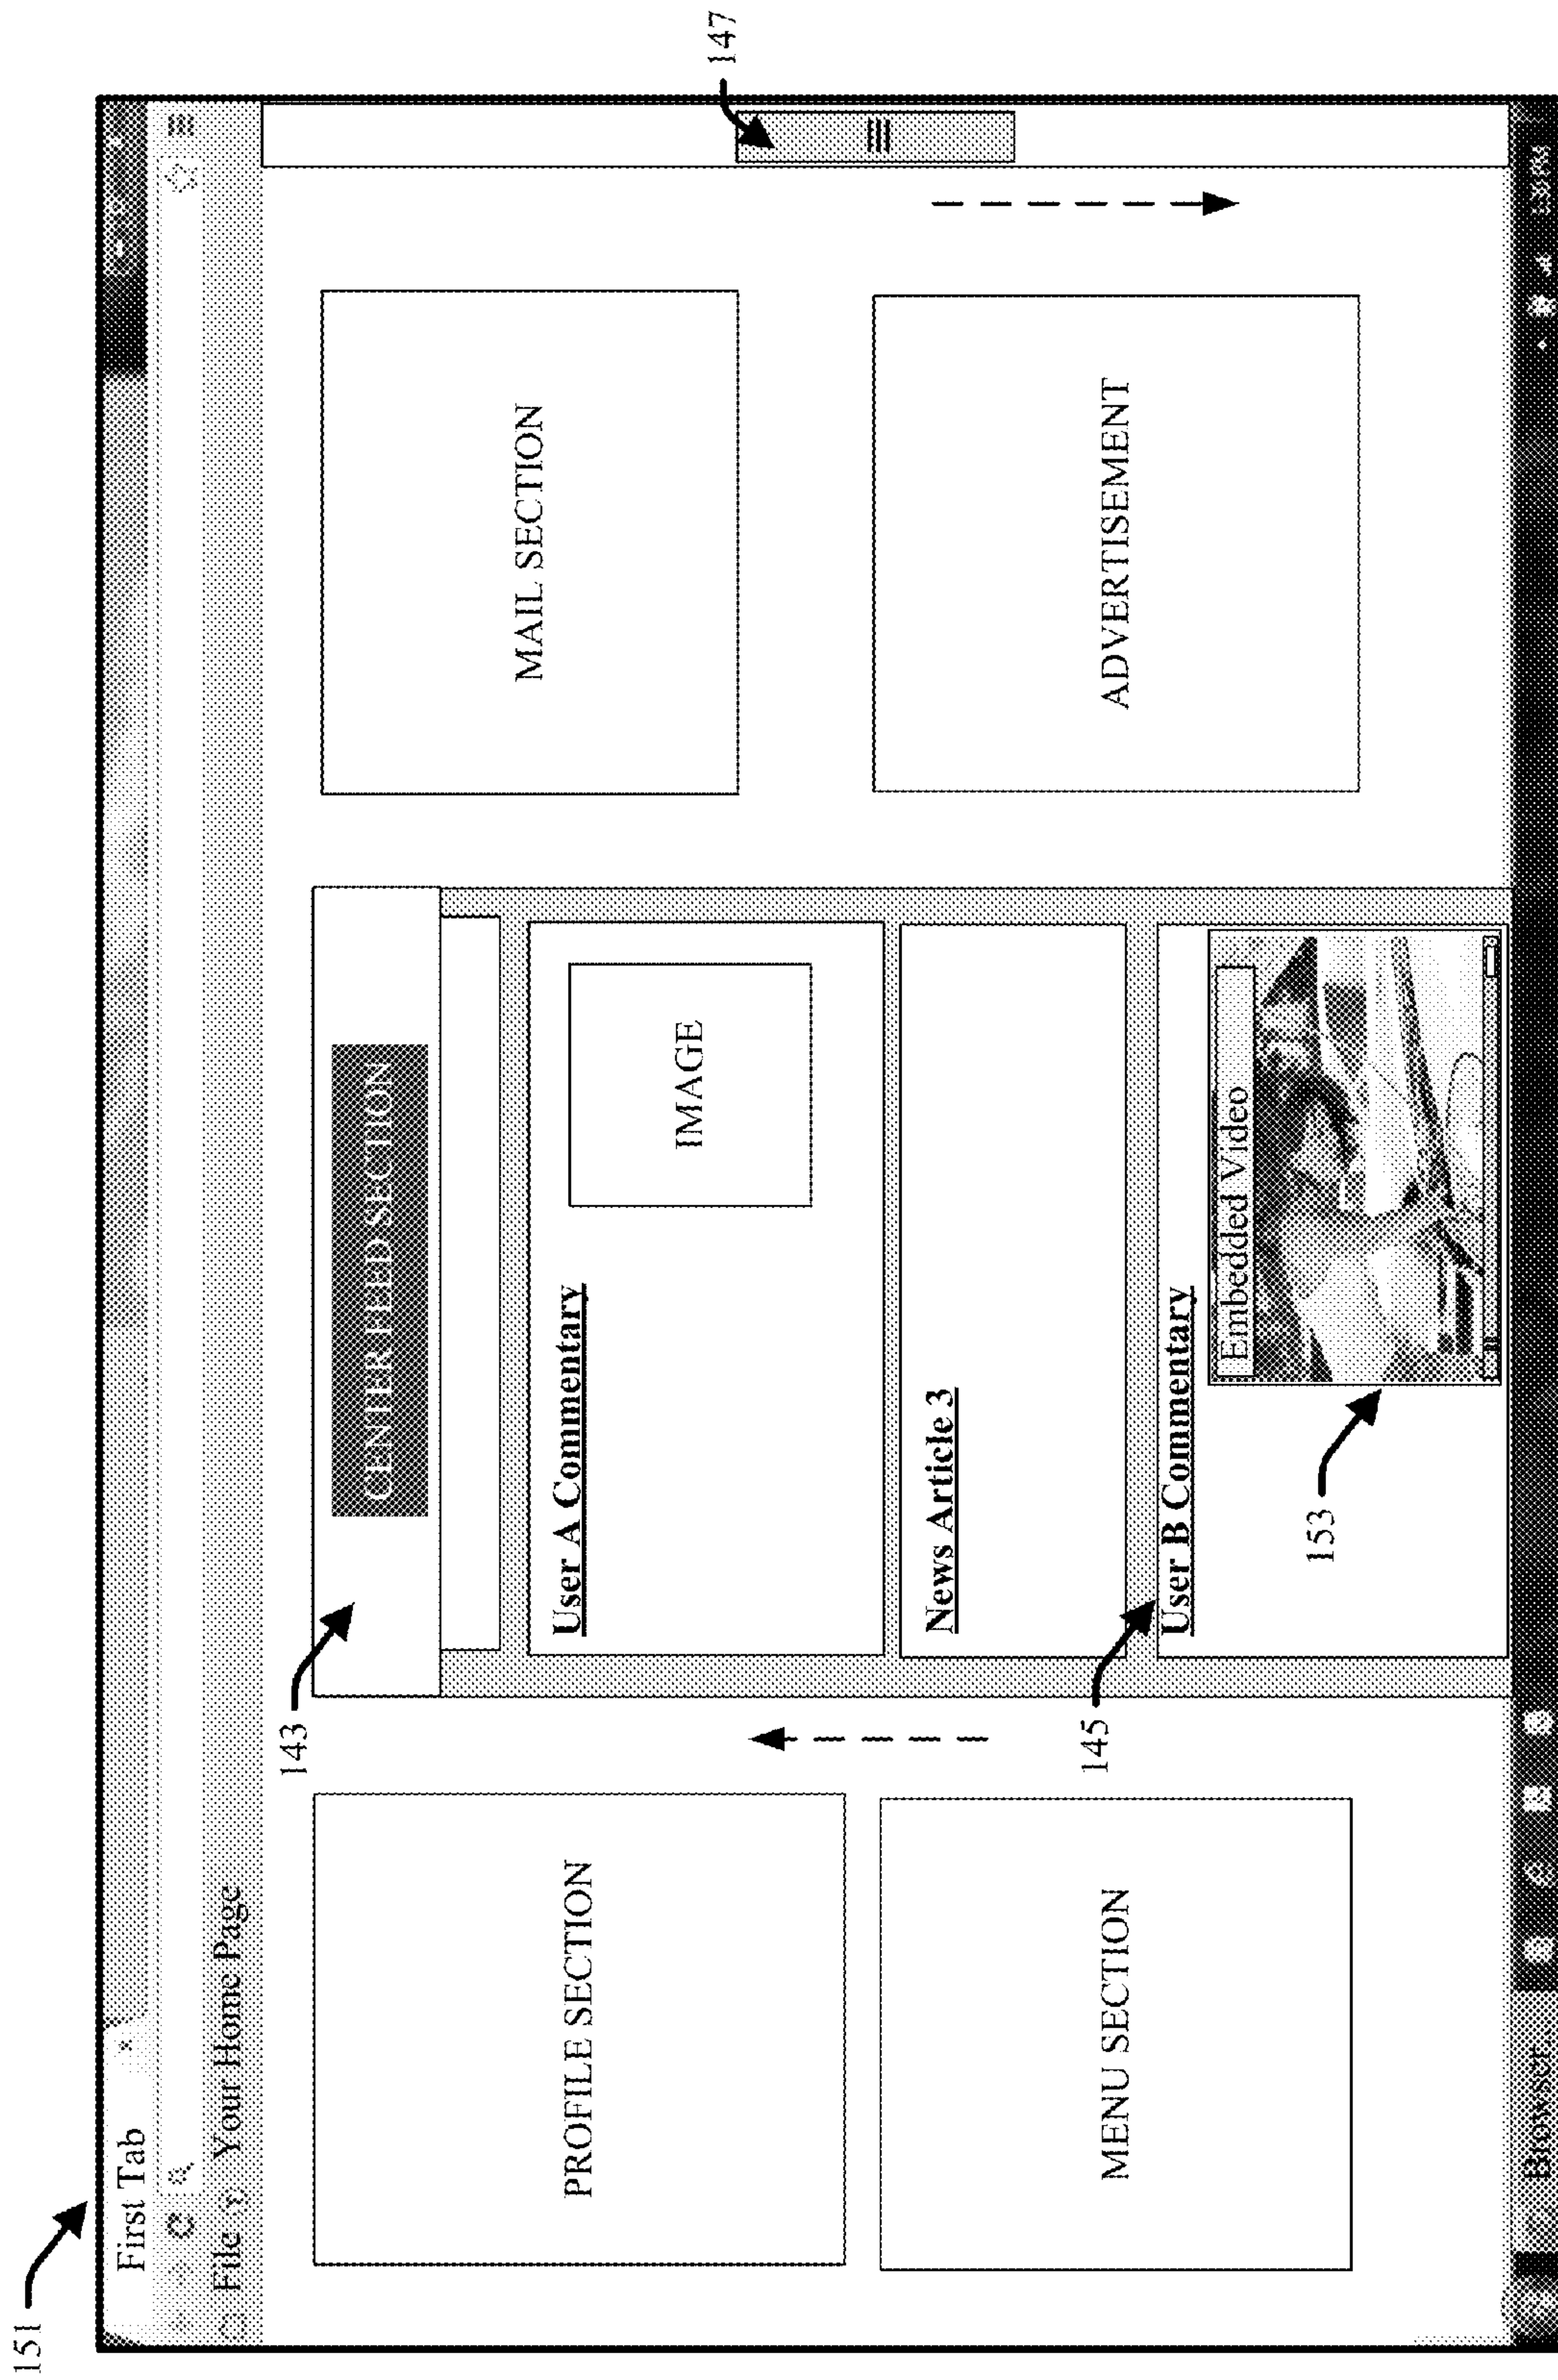 151
First Tab ×
File Your Home Page
147
143
CENTER FEED SECTION
PROFILE SECTION
User A Commentary
IMAGE
MAIL SECTION
News Article 3
145
User B Commentary
Embedded Video
153
MENU SECTION
ADVERTISEMENT
Browser...